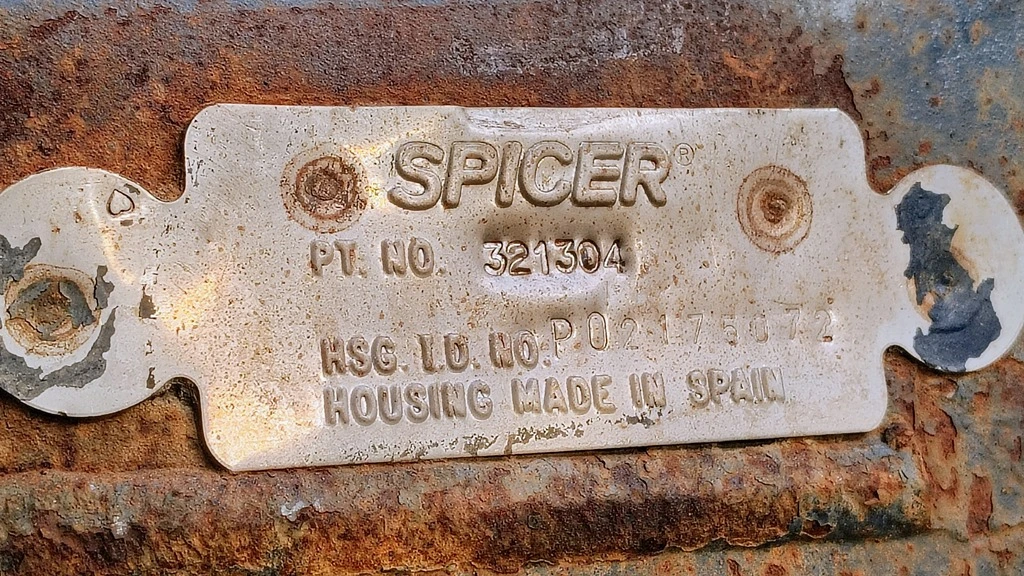 SPICER®
PT. NO. 321304
HSG. I.D. NO. P02175072
HOUSING MADE IN SPAIN